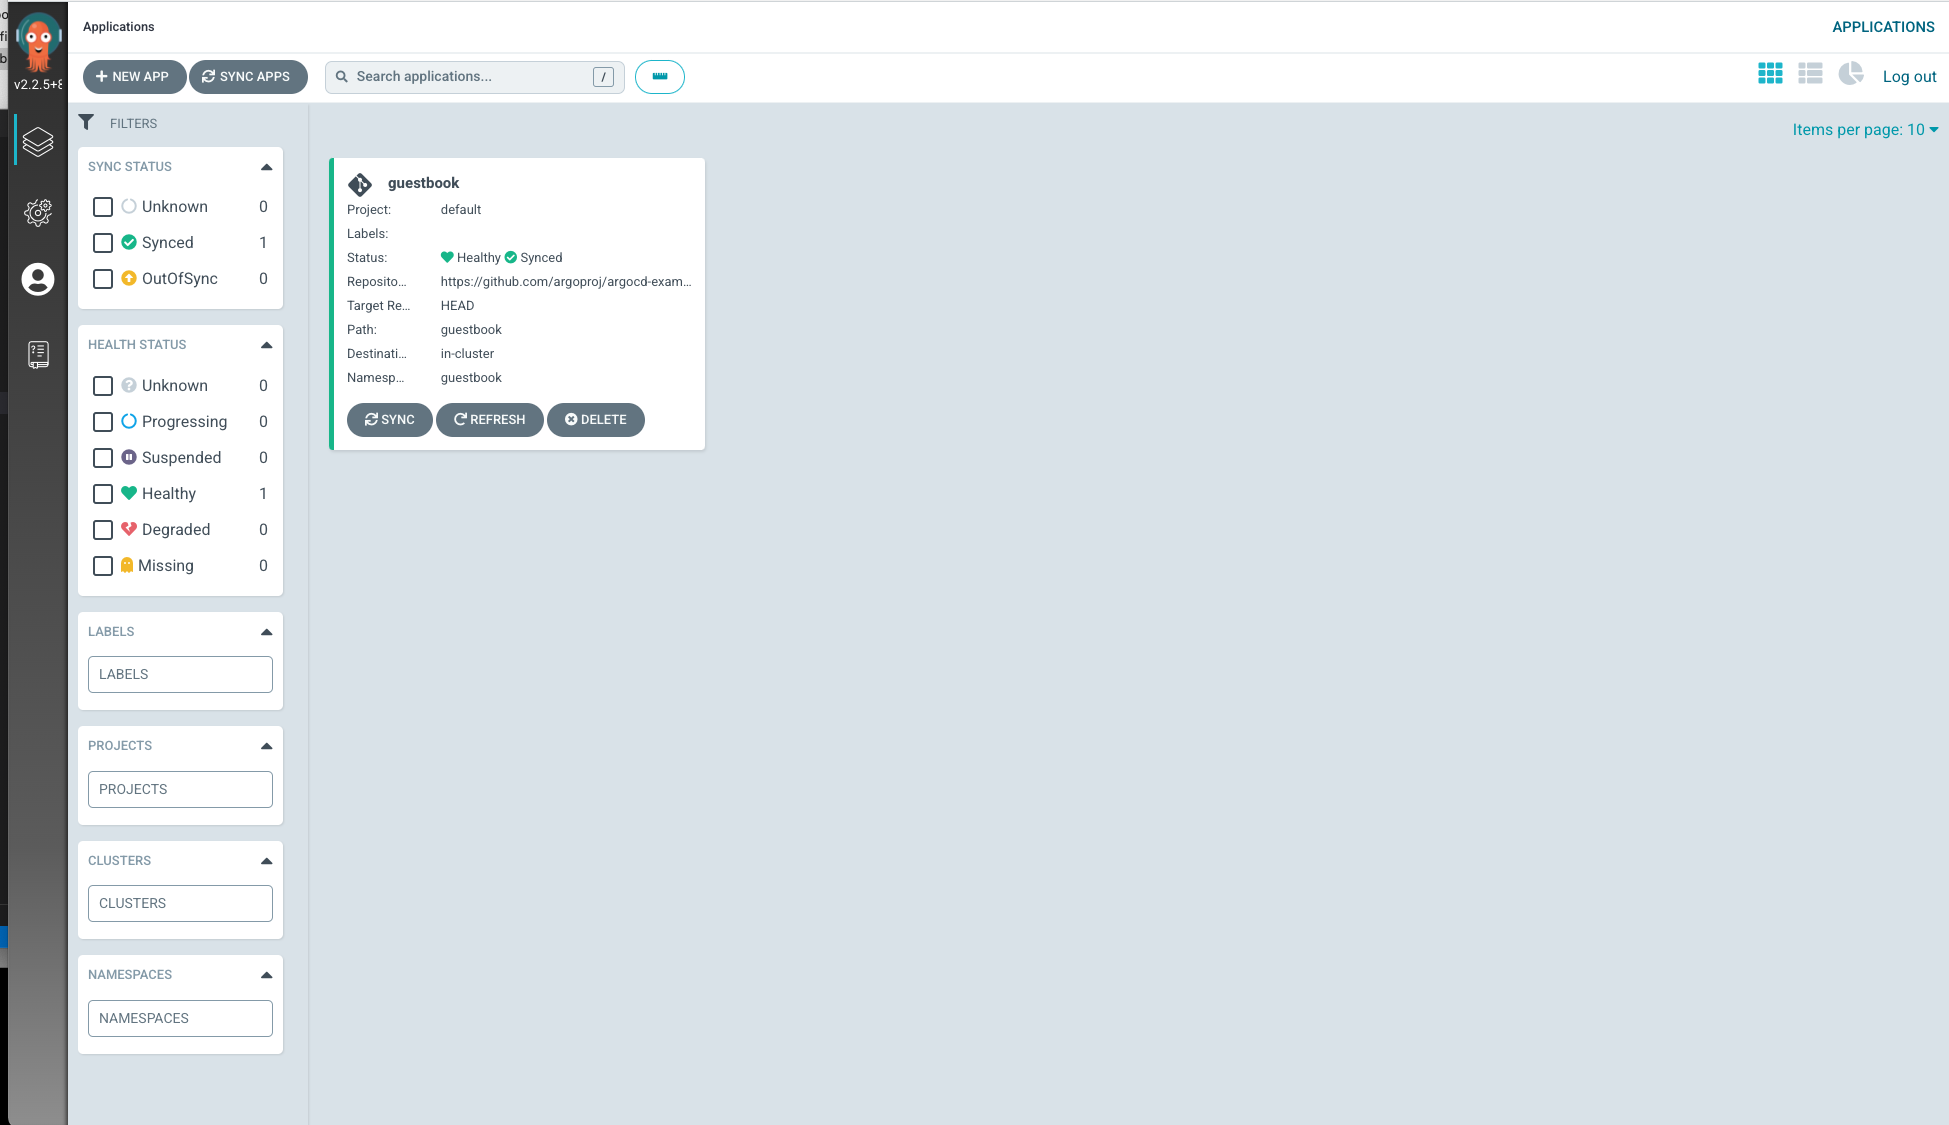 Applications
APPLICATIONS
v2.2.5+
NEW APP
SYNC APPS
Search applications...
/
Log out
FILTERS
Items per page: 10
SYNC STATUS
Unknown 0
Synced 1
OutOfSync 0
HEALTH STATUS
Unknown 0
Progressing 0
Suspended 0
Healthy 1
Degraded 0
Missing 0
LABELS
LABELS
PROJECTS
PROJECTS
CLUSTERS
CLUSTERS
NAMESPACES
NAMESPACES
guestbook
Project: default
Labels:
Status: Healthy Synced
Reposito... https://github.com/argoproj/argocd-exam...
Target Re... HEAD
Path: guestbook
Destinati... in-cluster
Namesp... guestbook
SYNC
REFRESH
DELETE